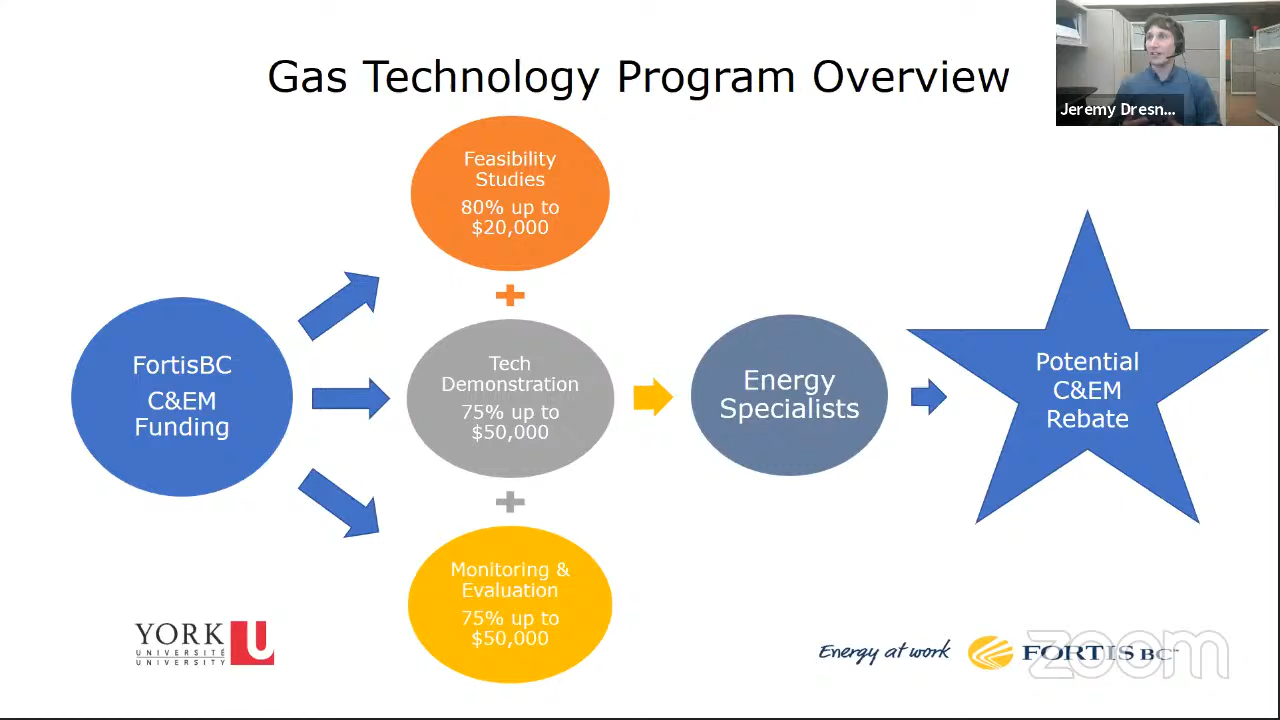 Gas Technology Program Overview
Jeremy Dresn...
Feasibility
Studies
80% up to
$20,000
+
FortisBC
C&EM
Funding
Tech
Demonstration
75% up to
$50,000
Energy
Specialists
Potential
C&EM
Rebate
+
Monitoring &
Evaluation
75% up to
$50,000
YORK U
UNIVERSITÉ
UNIVERSITY
Energy at work
FORTIS BC™
zoom